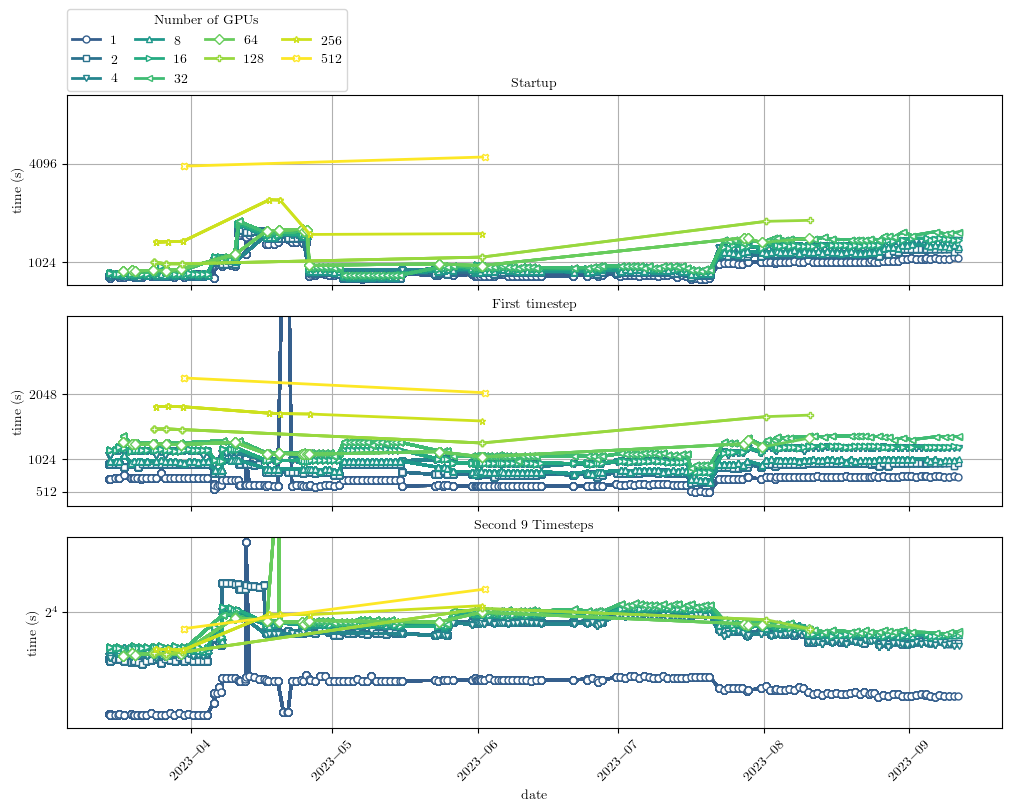 Number of GPUs
1 8 64 256
2 16 128 512
4 32
Startup
time (s)
4096
1024
First timestep
time (s)
2048
1024
512
Second 9 Timesteps
time (s)
2⁴
2023−04 2023−05 2023−06 2023−07 2023−08 2023−09
date